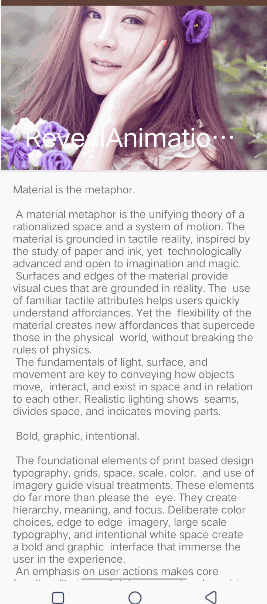 RevealAnimatio...
Material is the metaphor.
A material metaphor is the unifying theory of a
rationalized space and a system of motion. The
material is grounded in tactile reality, inspired by
the study of paper and ink, yet technologically
advanced and open to imagination and magic.
Surfaces and edges of the material provide
visual cues that are grounded in reality. The use
of familiar tactile attributes helps users quickly
understand affordances. Yet the flexibility of the
material creates new affordances that supercede
those in the physical world, without breaking the
rules of physics.
The fundamentals of light, surface, and
movement are key to conveying how objects
move, interact, and exist in space and in relation
to each other. Realistic lighting shows seams,
divides space, and indicates moving parts.
Bold, graphic, intentional.
The foundational elements of print based design
typography, grids, space, scale, color, and use of
imagery guide visual treatments. These elements
do far more than please the eye. They create
hierarchy, meaning, and focus. Deliberate color
choices, edge to edge imagery, large scale
typography, and intentional white space create
a bold and graphic interface that immerse the
user in the experience.
An emphasis on user actions makes core